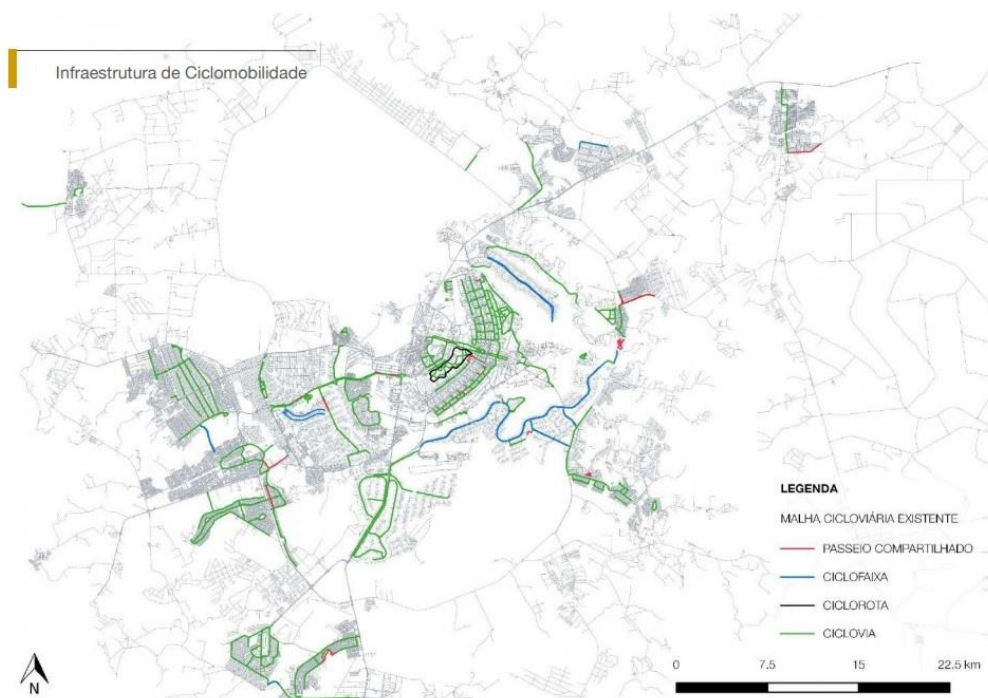 Infraestrutura de Ciclomobilidade
LEGENDA
MALHA CICLOVIÁRIA EXISTENTE
PASSEIO COMPARTILHADO
CICLOFAIXA
CICLOROTA
CICLOVIA
0 7.5 15 22.5 km
N